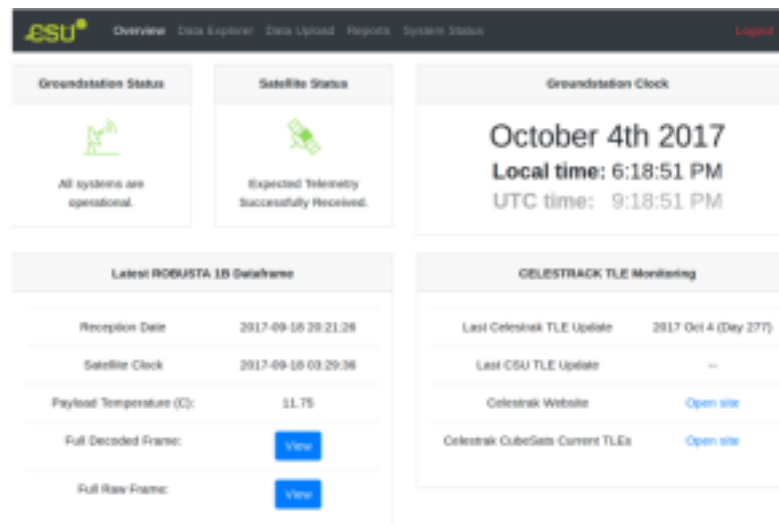 CSU
Overview Data Explorer Data Upload Reports System Status Logout
Groundstation Status
All systems are
operational.
Satellite Status
Expected Telemetry
Successfully Received.
Groundstation Clock
October 4th 2017
Local time: 6:18:51 PM
UTC time: 9:18:51 PM
Latest ROBUSTA 1B Dataframe
Reception Date 2017-09-18 20:21:26
Satellite Clock 2017-09-18 03:29:36
Payload Temperature (C): 11.75
Full Decoded Frame: View
Full Raw Frame: View
CELESTRACK TLE Monitoring
Last Celestrak TLE Update 2017 Oct 4 (Day 277)
Last CSU TLE Update --
Celestrak Website Open site
Celestrak CubeSats Current TLEs Open site